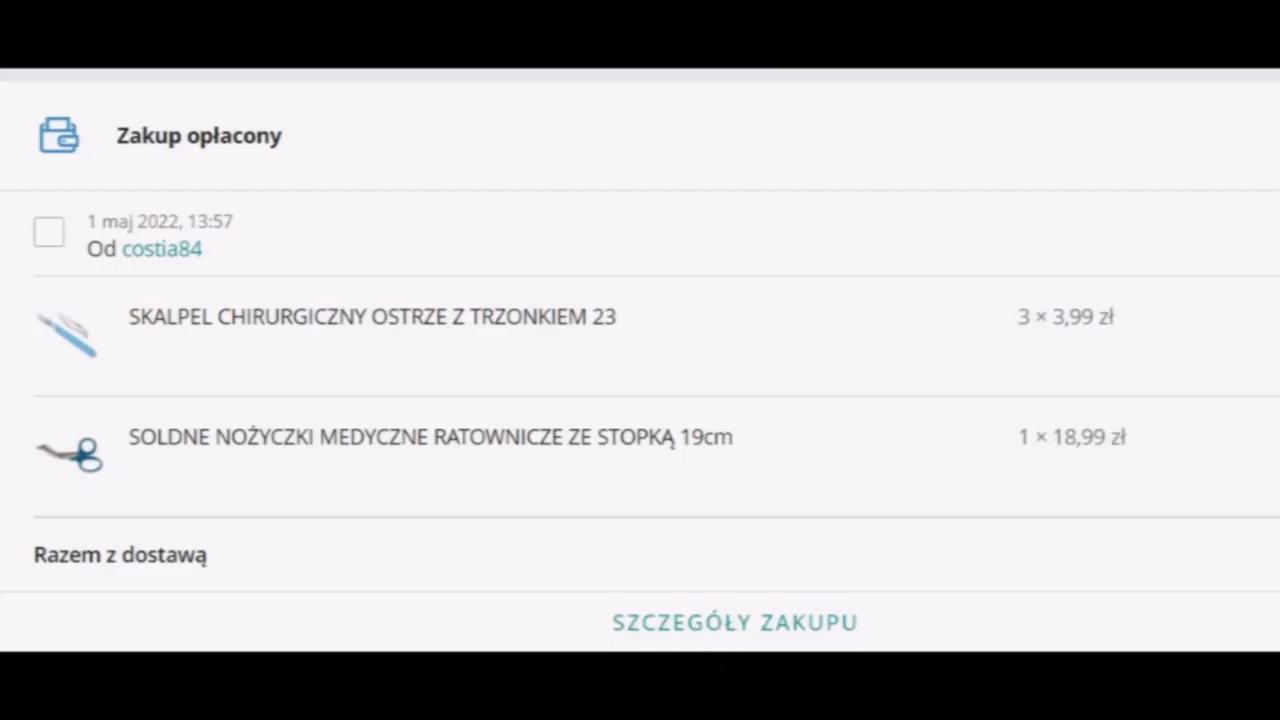 Zakup opłacony
1 maj 2022, 13:57
Od costia84
SKALPEL CHIRURGICZNY OSTRZE Z TRZONKIEM 23 3 × 3,99 zł
SOLDNE NOŻYCZKI MEDYCZNE RATOWNICZE ZE STOPKĄ 19cm 1 × 18,99 zł
Razem z dostawą
SZCZEGÓŁY ZAKUPU